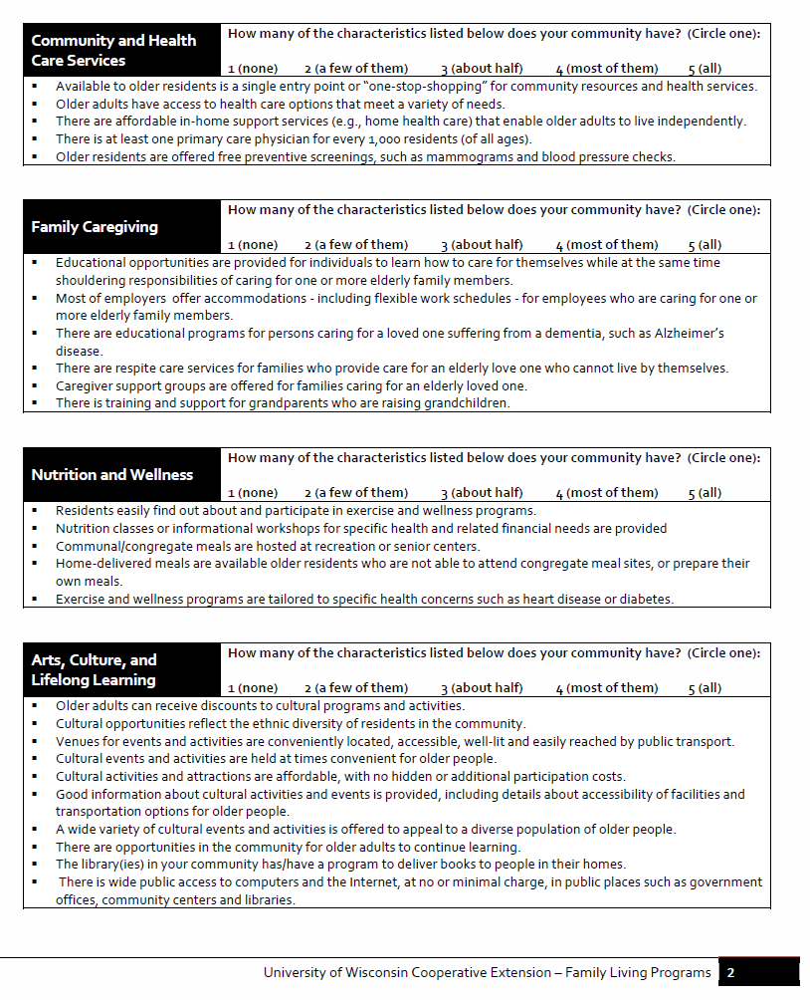 Community and Health
Care Services
How many of the characteristics listed below does your community have? (Circle one):
1 (none) 2 (a few of them) 3 (about half) 4 (most of them) 5 (all)
▪ Available to older residents is a single entry point or “one-stop-shopping” for community resources and health services.
▪ Older adults have access to health care options that meet a variety of needs.
▪ There are affordable in-home support services (e.g., home health care) that enable older adults to live independently.
▪ There is at least one primary care physician for every 1,000 residents (of all ages).
▪ Older residents are offered free preventive screenings, such as mammograms and blood pressure checks.
Family Caregiving
How many of the characteristics listed below does your community have? (Circle one):
1 (none) 2 (a few of them) 3 (about half) 4 (most of them) 5 (all)
▪ Educational opportunities are provided for individuals to learn how to care for themselves while at the same time
shouldering responsibilities of caring for one or more elderly family members.
▪ Most of employers offer accommodations - including flexible work schedules - for employees who are caring for one or
more elderly family members.
▪ There are educational programs for persons caring for a loved one suffering from a dementia, such as Alzheimer’s
disease.
▪ There are respite care services for families who provide care for an elderly love one who cannot live by themselves.
▪ Caregiver support groups are offered for families caring for an elderly loved one.
▪ There is training and support for grandparents who are raising grandchildren.
Nutrition and Wellness
How many of the characteristics listed below does your community have? (Circle one):
1 (none) 2 (a few of them) 3 (about half) 4 (most of them) 5 (all)
▪ Residents easily find out about and participate in exercise and wellness programs.
▪ Nutrition classes or informational workshops for specific health and related financial needs are provided
▪ Communal/congregate meals are hosted at recreation or senior centers.
▪ Home-delivered meals are available older residents who are not able to attend congregate meal sites, or prepare their
own meals.
▪ Exercise and wellness programs are tailored to specific health concerns such as heart disease or diabetes.
Arts, Culture, and
Lifelong Learning
How many of the characteristics listed below does your community have? (Circle one):
1 (none) 2 (a few of them) 3 (about half) 4 (most of them) 5 (all)
▪ Older adults can receive discounts to cultural programs and activities.
▪ Cultural opportunities reflect the ethnic diversity of residents in the community.
▪ Venues for events and activities are conveniently located, accessible, well-lit and easily reached by public transport.
▪ Cultural events and activities are held at times convenient for older people.
▪ Cultural activities and attractions are affordable, with no hidden or additional participation costs.
▪ Good information about cultural activities and events is provided, including details about accessibility of facilities and
transportation options for older people.
▪ A wide variety of cultural events and activities is offered to appeal to a diverse population of older people.
▪ There are opportunities in the community for older adults to continue learning.
▪ The library(ies) in your community has/have a program to deliver books to people in their homes.
▪ There is wide public access to computers and the Internet, at no or minimal charge, in public places such as government
offices, community centers and libraries.
University of Wisconsin Cooperative Extension – Family Living Programs 2